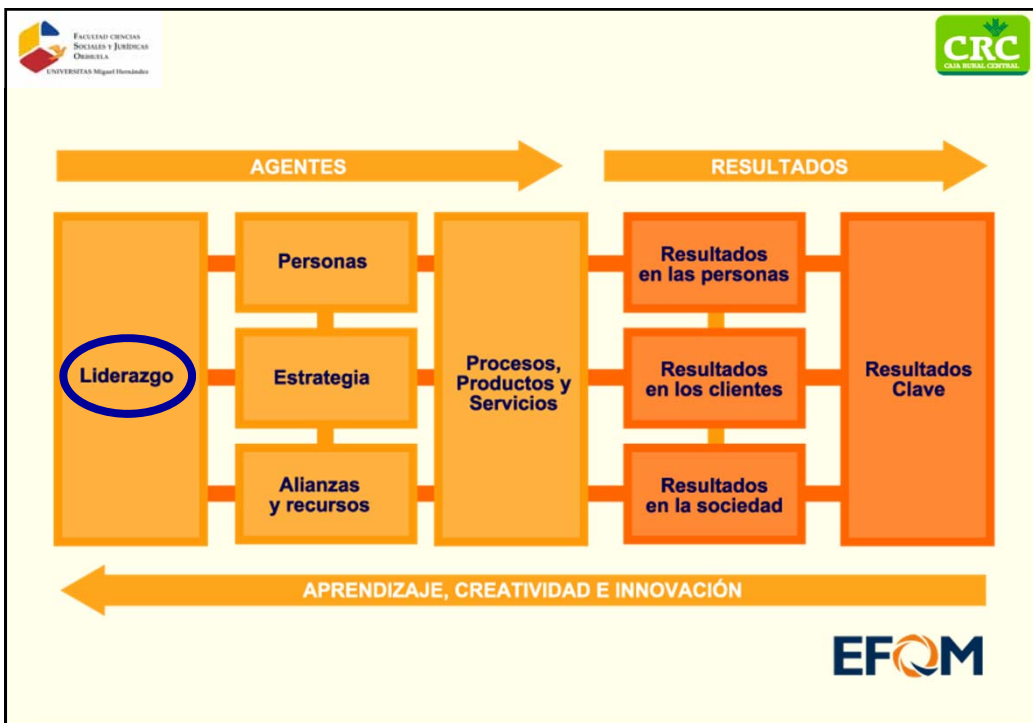 FACULTAD CIENCIAS
SOCIALES Y JURÍDICAS
ORIHUELA
UNIVERSITAS Miguel Hernández
CRC
CAJA RURAL CENTRAL
AGENTES
RESULTADOS
Liderazgo
Personas
Estrategia
Alianzas
y recursos
Procesos,
Productos y
Servicios
Resultados
en las personas
Resultados
en los clientes
Resultados
en la sociedad
Resultados
Clave
APRENDIZAJE, CREATIVIDAD E INNOVACIÓN
EFQM